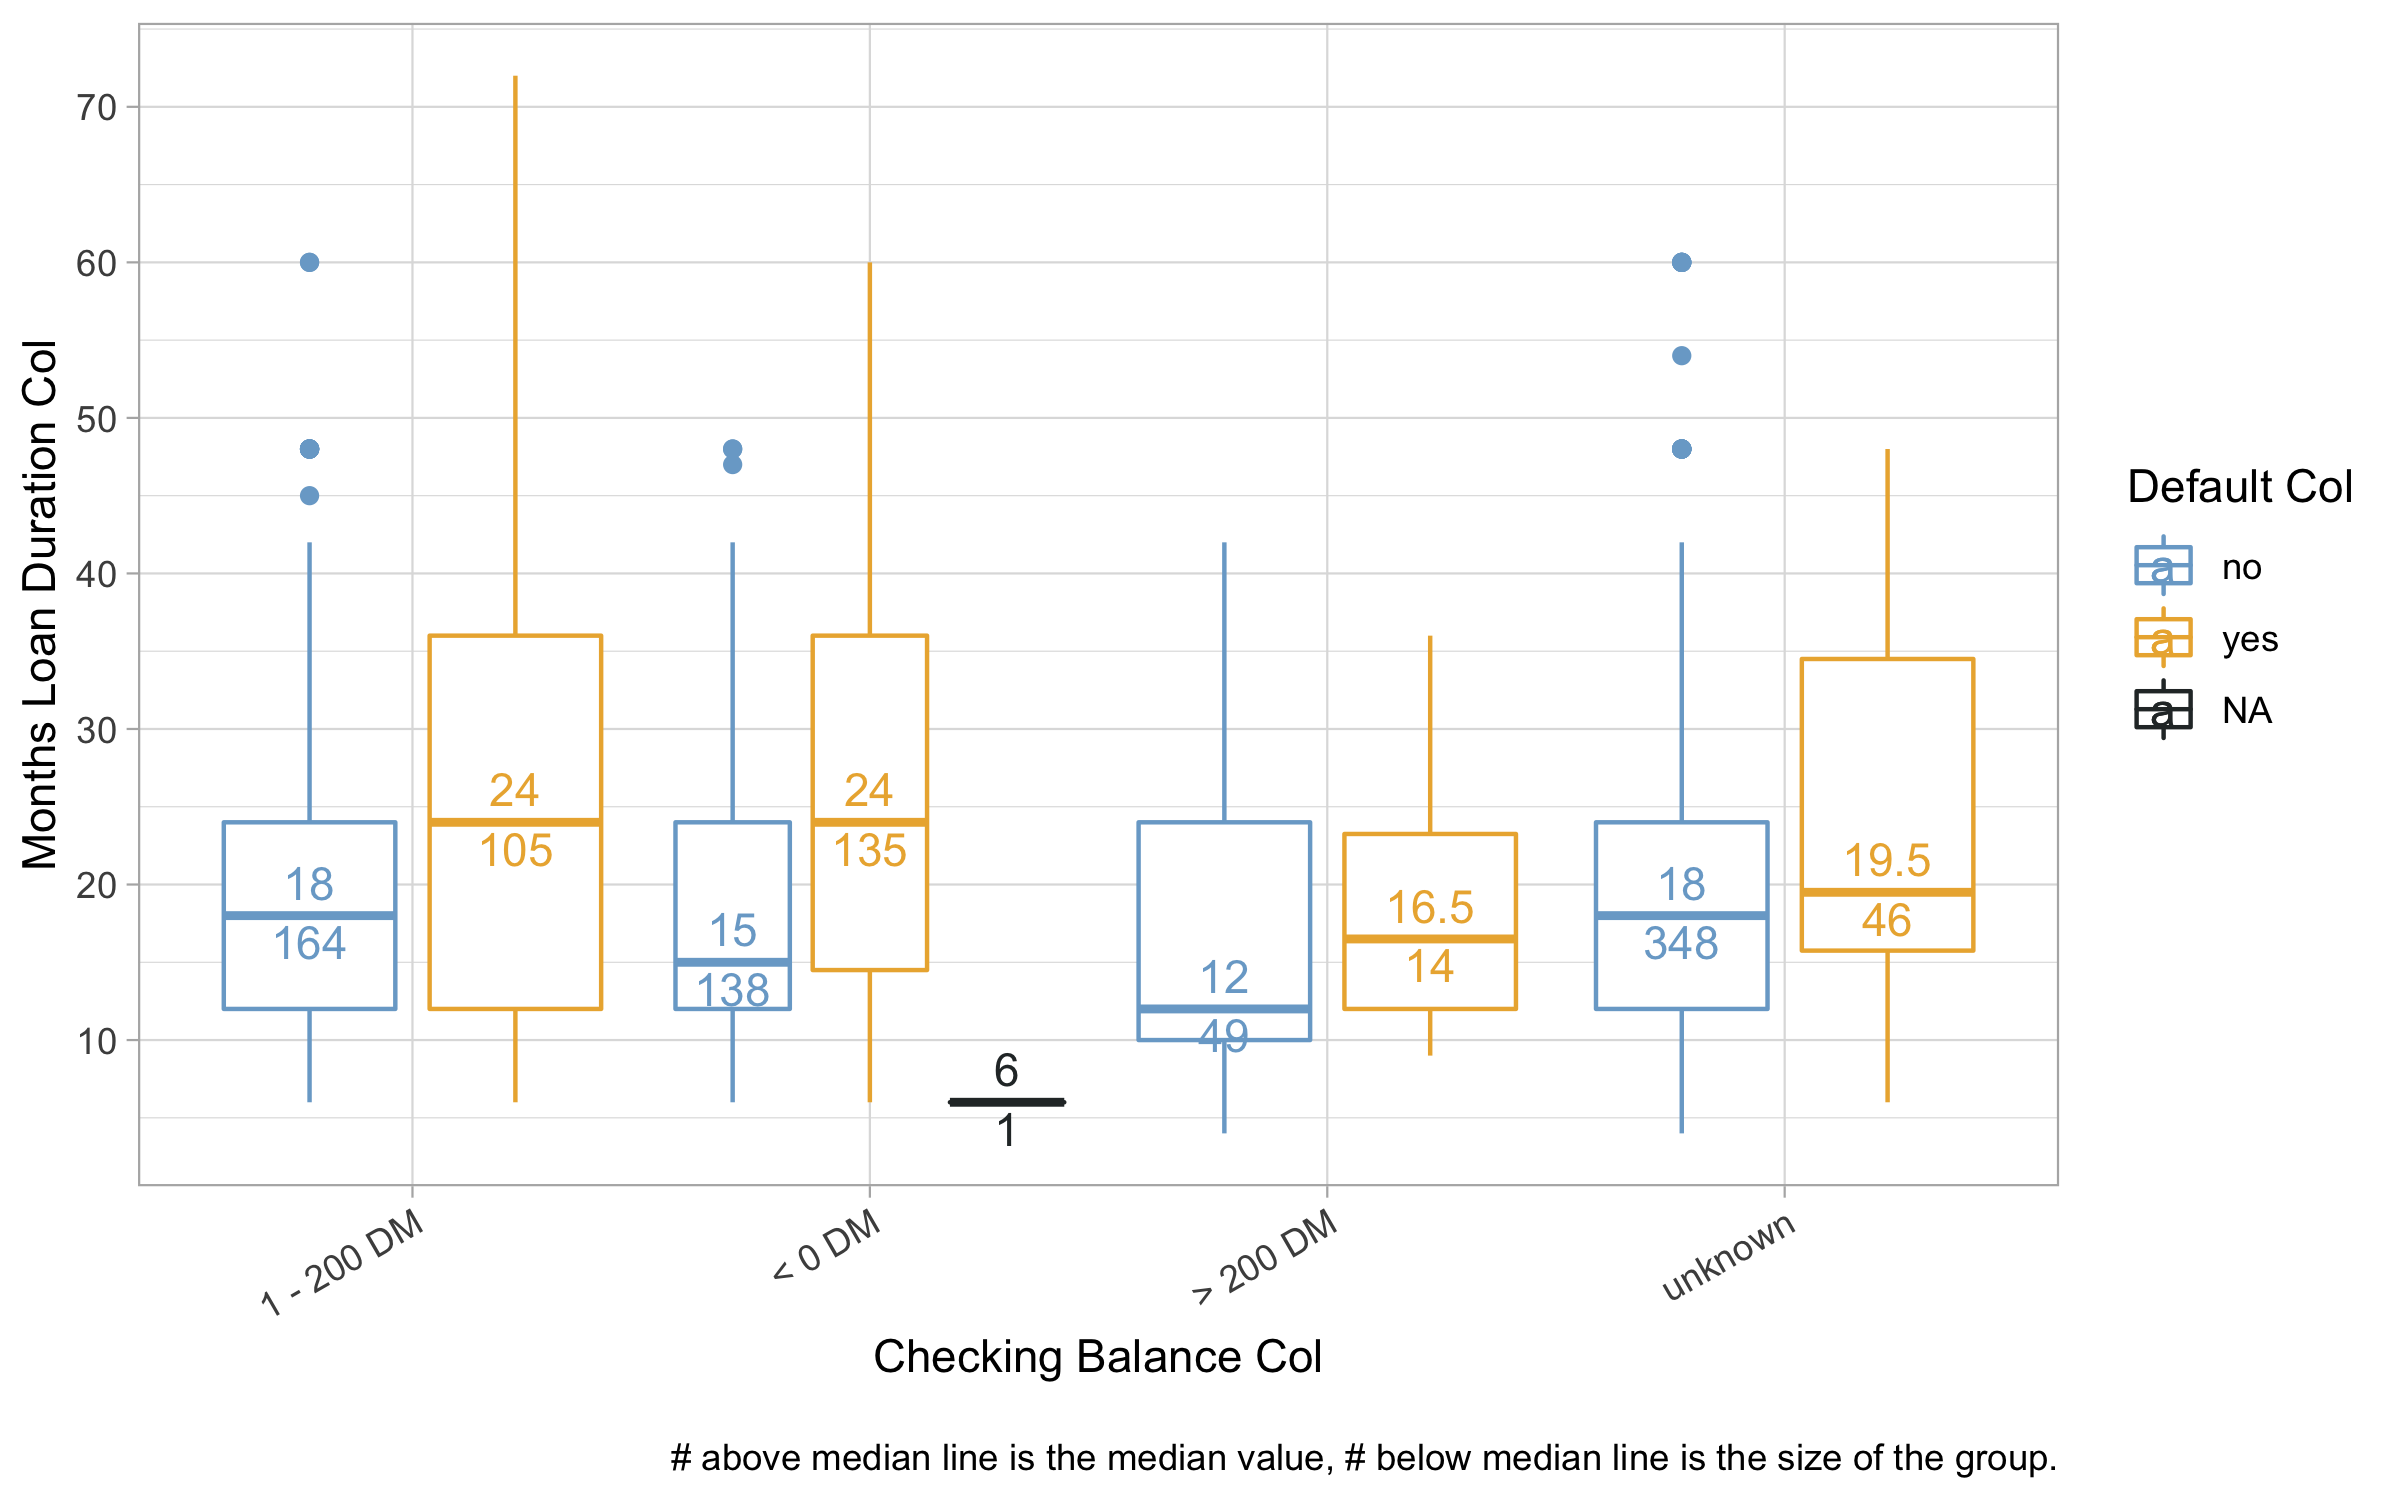 70
60
50
40
30
20
10
Months Loan Duration Col
18
164
24
105
15
138
24
135
6
1
12
49
16.5
14
18
348
19.5
46
1 - 200 DM
< 0 DM
> 200 DM
unknown
Checking Balance Col
Default Col
a no
a yes
a NA
# above median line is the median value, # below median line is the size of the group.